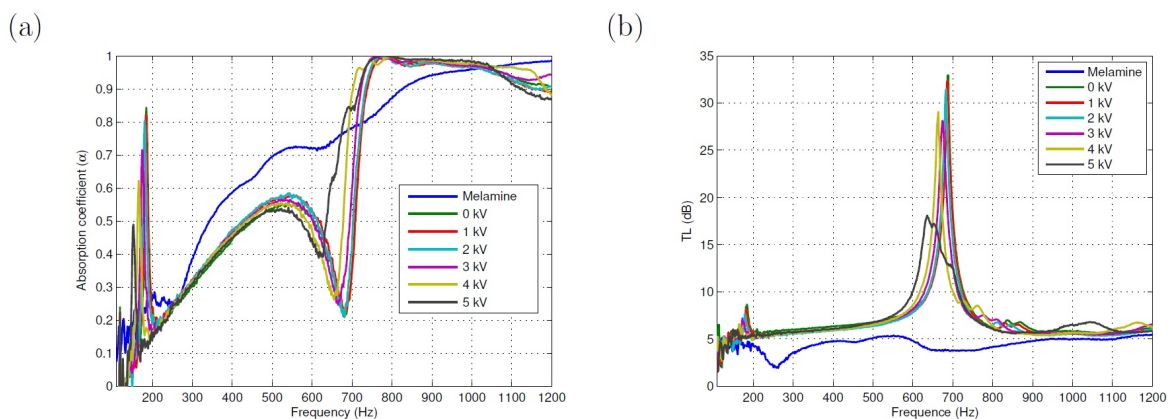 (a)
(b)
Absorption coefficient (α)
1
0.9
0.8
0.7
0.6
0.5
0.4
0.3
0.2
0.1
0
200 300 400 500 600 700 800 900 1000 1100 1200
Frequency (Hz)
Melamine
0 kV
1 kV
2 kV
3 kV
4 kV
5 kV
TL (dB)
35
30
25
20
15
10
5
0
200 300 400 500 600 700 800 900 1000 1100 1200
Frequence (Hz)
Melamine
0 kV
1 kV
2 kV
3 kV
4 kV
5 kV